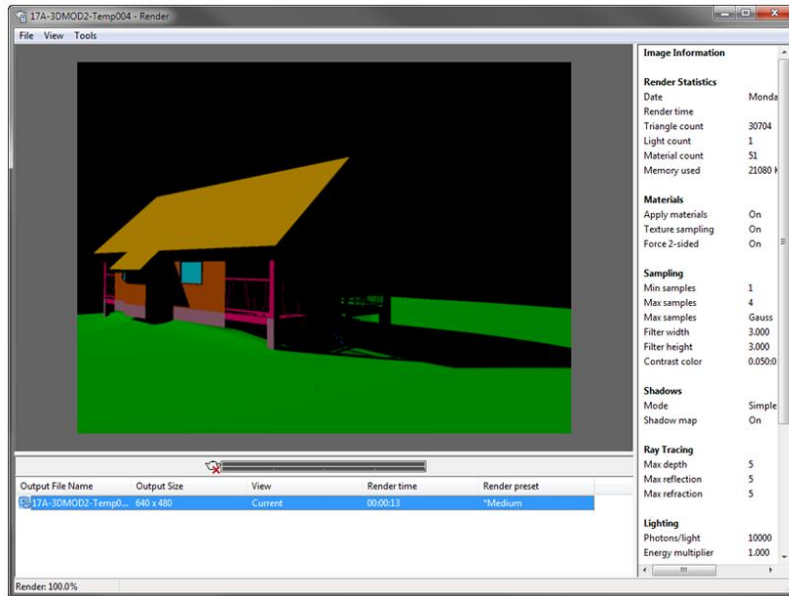 17A-3DMOD2-Temp004 - Render
File View Tools
Image Information
Render Statistics
Date Monda
Render time
Triangle count 30704
Light count 1
Material count 51
Memory used 21080 K
Materials
Apply materials On
Texture sampling On
Force 2-sided On
Sampling
Min samples 1
Max samples 4
Max samples Gauss
Filter width 3.000
Filter height 3.000
Contrast color 0.050:0
Shadows
Mode Simple
Shadow map On
Ray Tracing
Max depth 5
Max reflection 5
Max refraction 5
Lighting
Photons/light 10000
Energy multiplier 1.000
Output File Name Output Size View Render time Render preset
17A-3DMOD2-Temp0... 640 x 480 Current 00:00:13 *Medium
Render: 100.0%